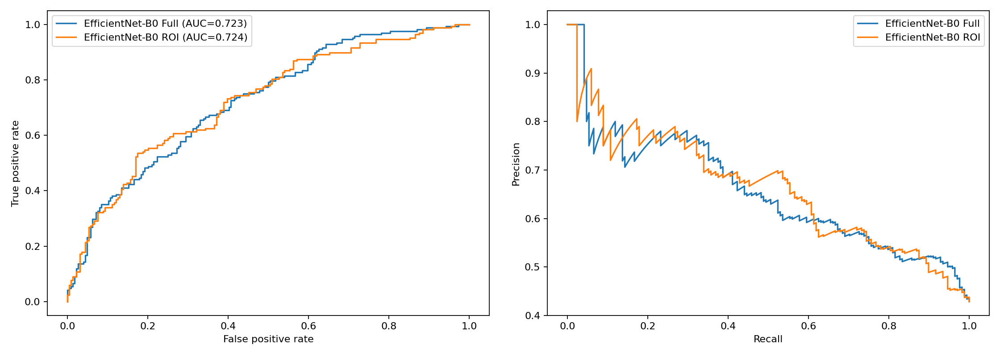 EfficientNet-B0 Full (AUC=0.723)
EfficientNet-B0 ROI (AUC=0.724)
1.0
0.8
0.6
0.4
0.2
0.0
True positive rate
0.0 0.2 0.4 0.6 0.8 1.0
False positive rate
EfficientNet-B0 Full
EfficientNet-B0 ROI
1.0
0.9
0.8
0.7
0.6
0.5
0.4
Precision
0.0 0.2 0.4 0.6 0.8 1.0
Recall